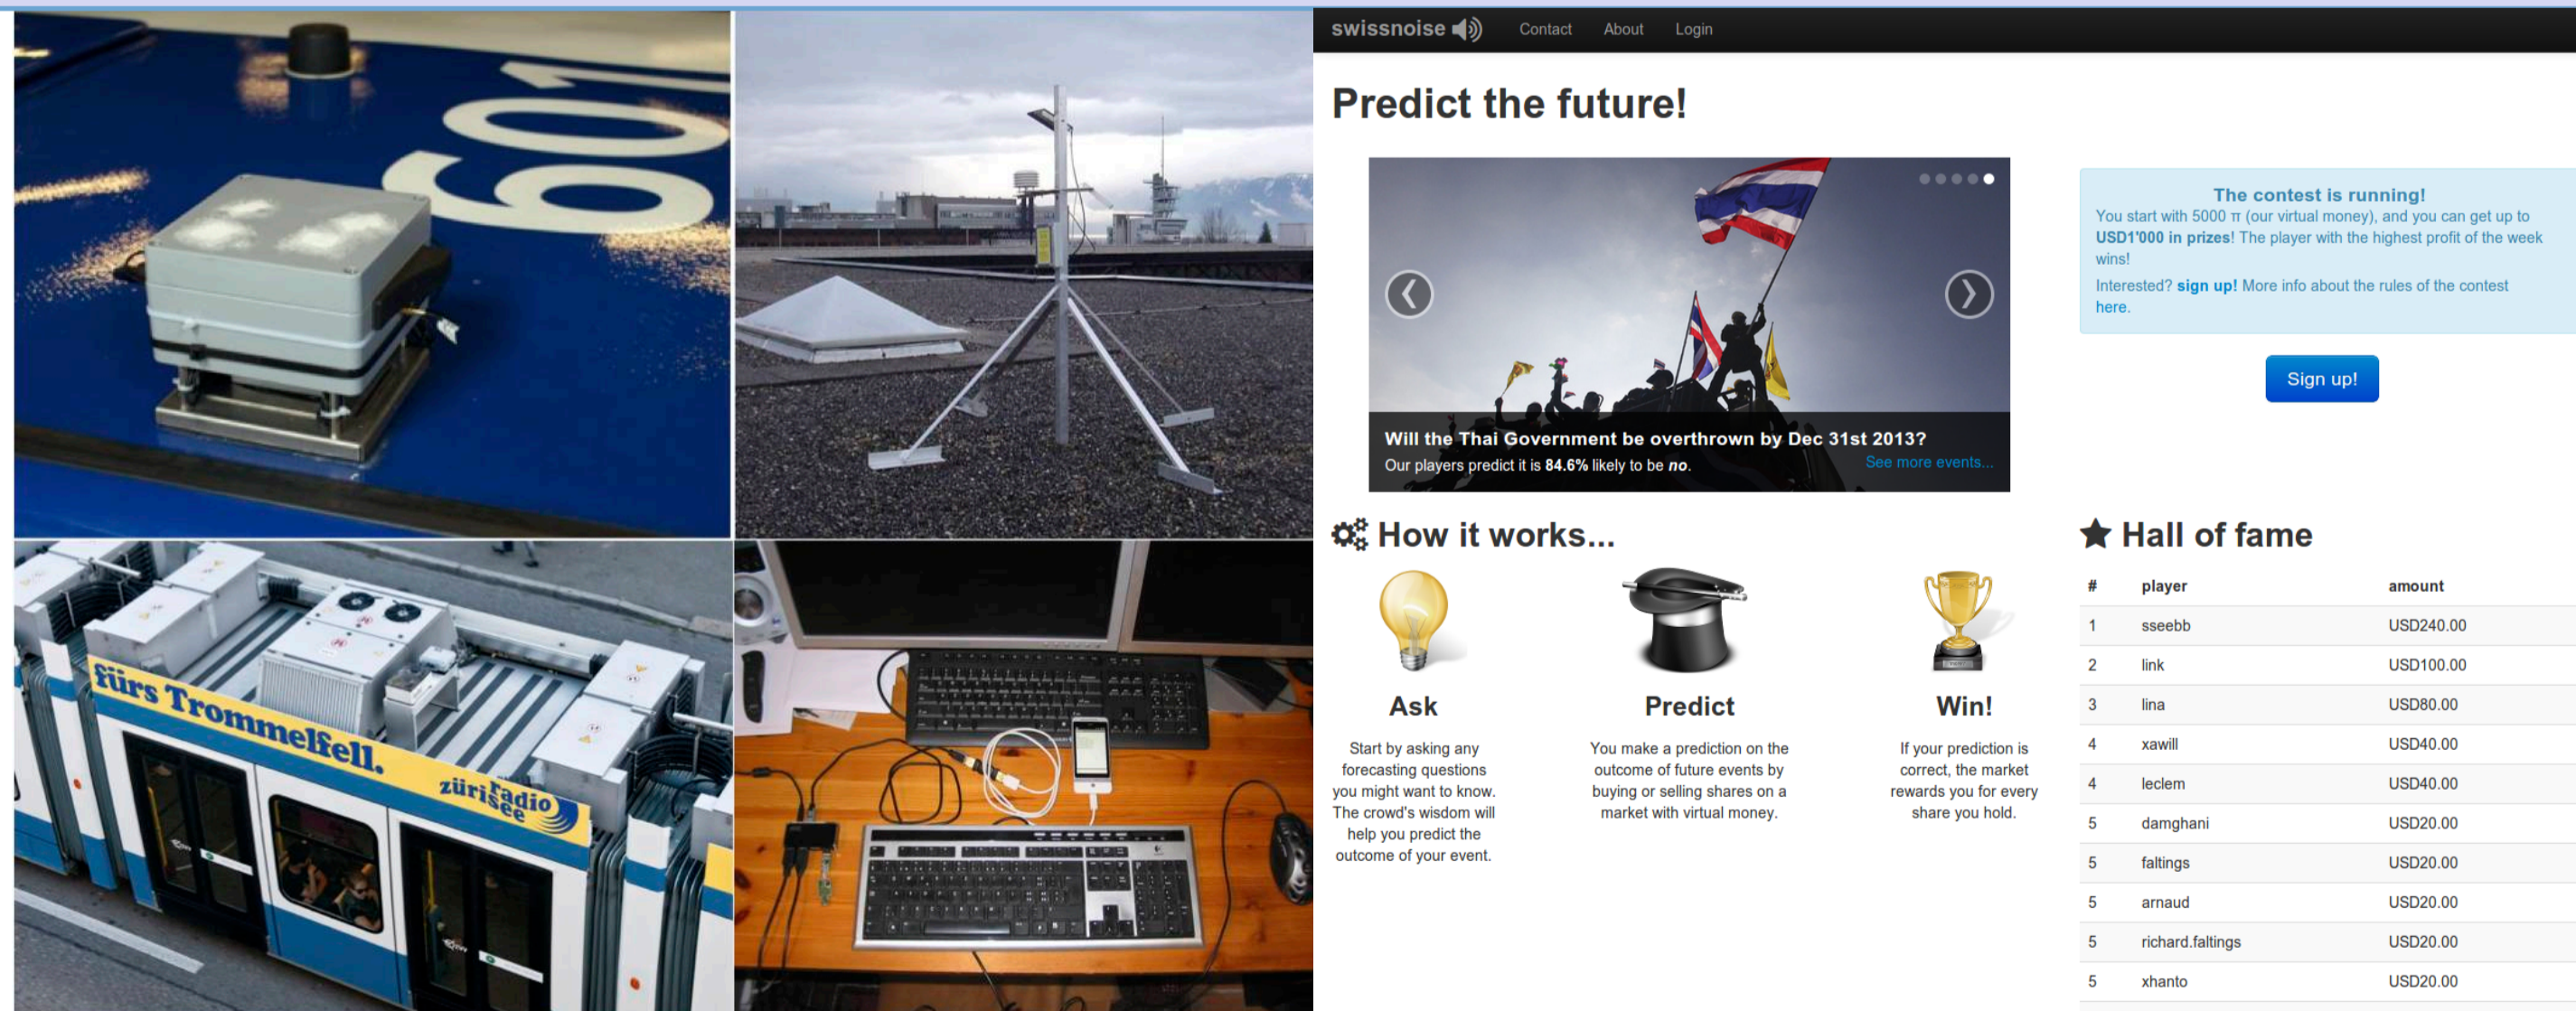 601
fürs Trommelfell.
radio
zürisee
swissnoise
Contact
About
Login
Predict the future!
Will the Thai Government be overthrown by Dec 31st 2013?
Our players predict it is 84.6% likely to be no.
See more events...
The contest is running!
You start with 5000 π (our virtual money), and you can get up to
USD1'000 in prizes! The player with the highest profit of the week
wins!
Interested? sign up! More info about the rules of the contest
here.
Sign up!
How it works...
Ask
Start by asking any
forecasting questions
you might want to know.
The crowd's wisdom will
help you predict the
outcome of your event.
Predict
You make a prediction on the
outcome of future events by
buying or selling shares on a
market with virtual money.
Win!
If your prediction is
correct, the market
rewards you for every
share you hold.
Hall of fame
# player amount
1 sseebb USD240.00
2 link USD100.00
3 lina USD80.00
4 xawill USD40.00
4 leclem USD40.00
5 damghani USD20.00
5 faltings USD20.00
5 arnaud USD20.00
5 richard.faltings USD20.00
5 xhanto USD20.00